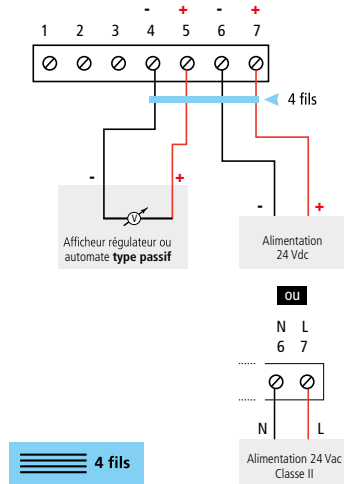 - + - +
1 2 3 4 5 6 7
4 fils
- +
V
Afficheur régulateur ou
automate type passif
- +
Alimentation
24 Vdc
ou
N L
6 7
N L
Alimentation 24 Vac
Classe II
4 fils